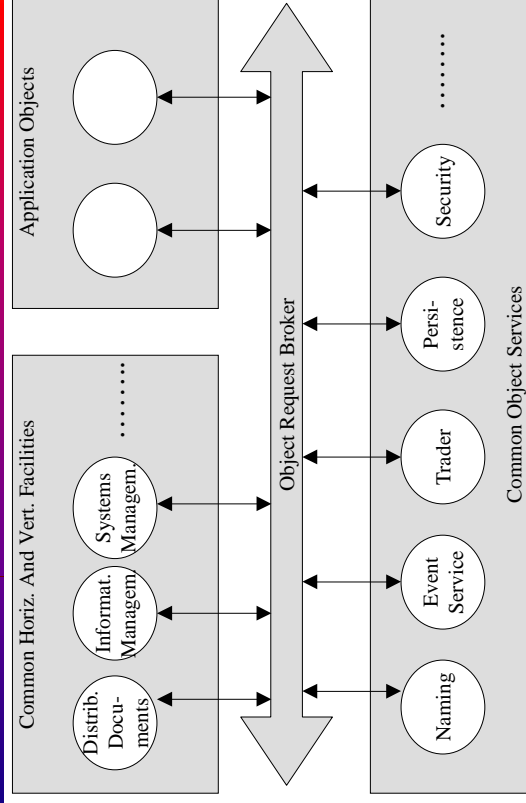 Common Horiz. And Vert. Facilities
Distrib.
Docu-
ments
Informat.
Managem.
Systems
Managem.
........
Application Objects
Object Request Broker
Naming
Event
Service
Trader
Persi-
stence
Security
........
Common Object Services